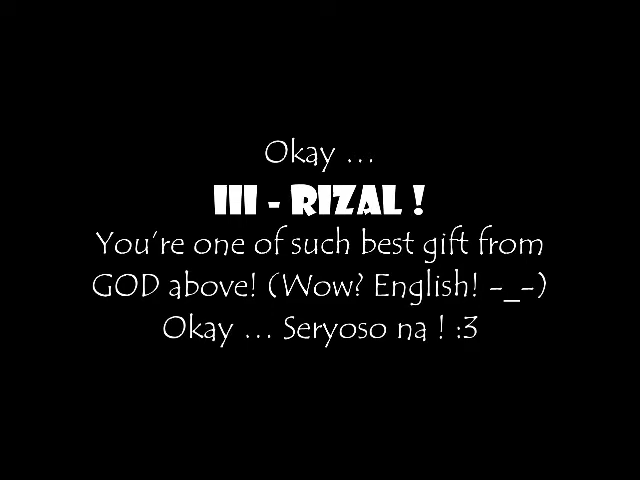 Okay ...
III - RIZAL !
You're one of such best gift from
GOD above! (Wow? English! -_-)
Okay ... Seryoso na ! :3